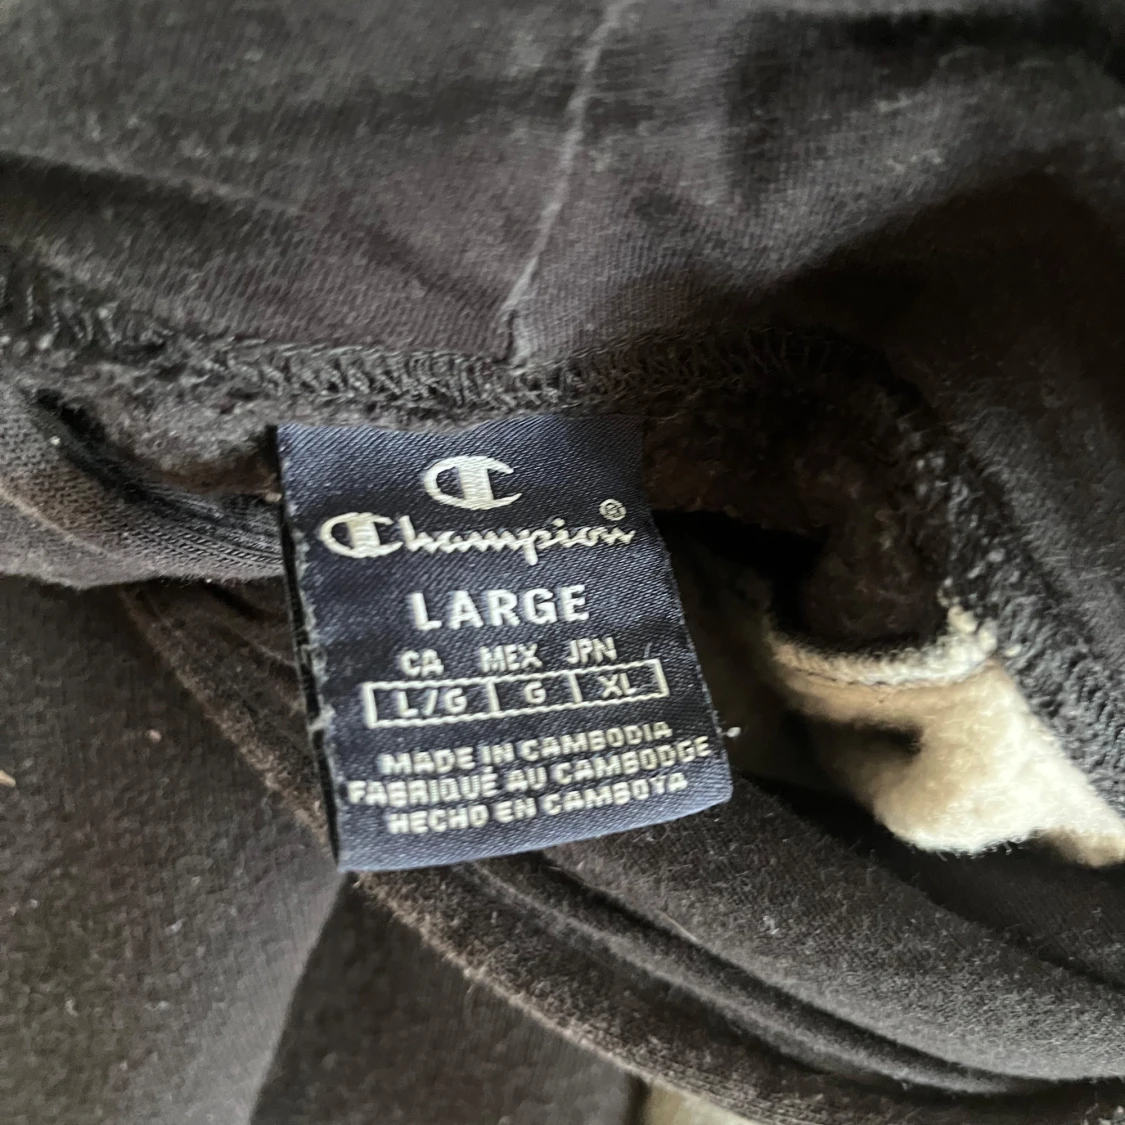 C
Champion®
LARGE
CA MEX JPN
L/G G XL
MADE IN CAMBODIA
FABRIQUÉ AU CAMBODGE
HECHO EN CAMBOYA